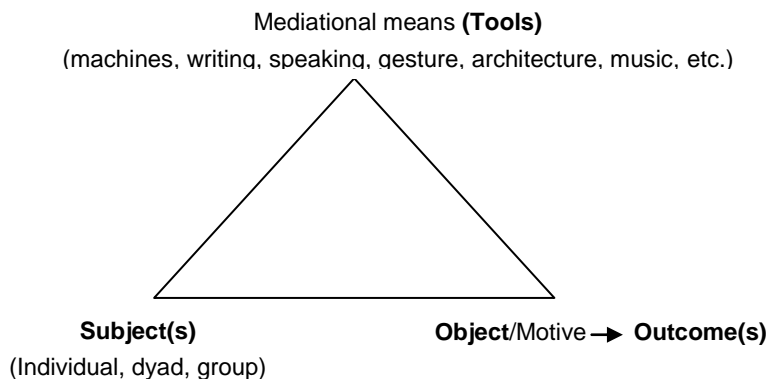 Mediational means (Tools)
(machines, writing, speaking, gesture, architecture, music, etc.)
Subject(s)
(Individual, dyad, group)
Object/Motive → Outcome(s)